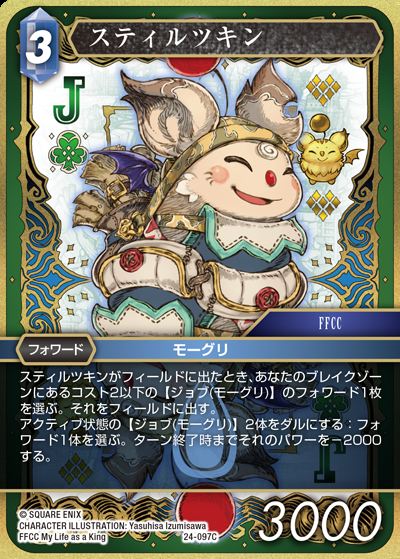 3
スティルツキン
J
FFCC
フォワード
モーグリ
スティルツキンがフィールドに出たとき、あなたのブレイクゾー
ンにあるコスト2以下の【ジョブ(モーグリ)】のフォワード1枚
を選ぶ。それをフィールドに出す。
アクティブ状態の【ジョブ(モーグリ)】2体をダルにする：フォ
ワード1体を選ぶ。ターン終了時までそれのパワーを－2000
する。
© SQUARE ENIX
CHARACTER ILLUSTRATION: Yasuhisa Izumisawa
FFCC My Life as a King
24-097C
3000
J